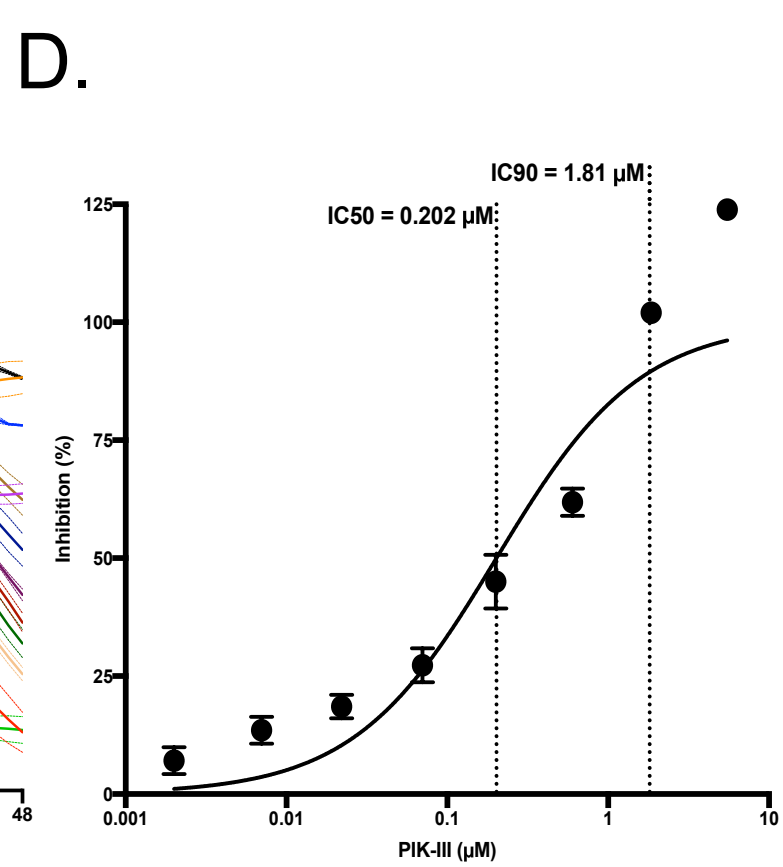 D.
IC90 = 1.81 µM
IC50 = 0.202 µM
125
100
75
50
25
0
Inhibition (%)
48
0.001
0.01
0.1
1
10
PIK-III (µM)